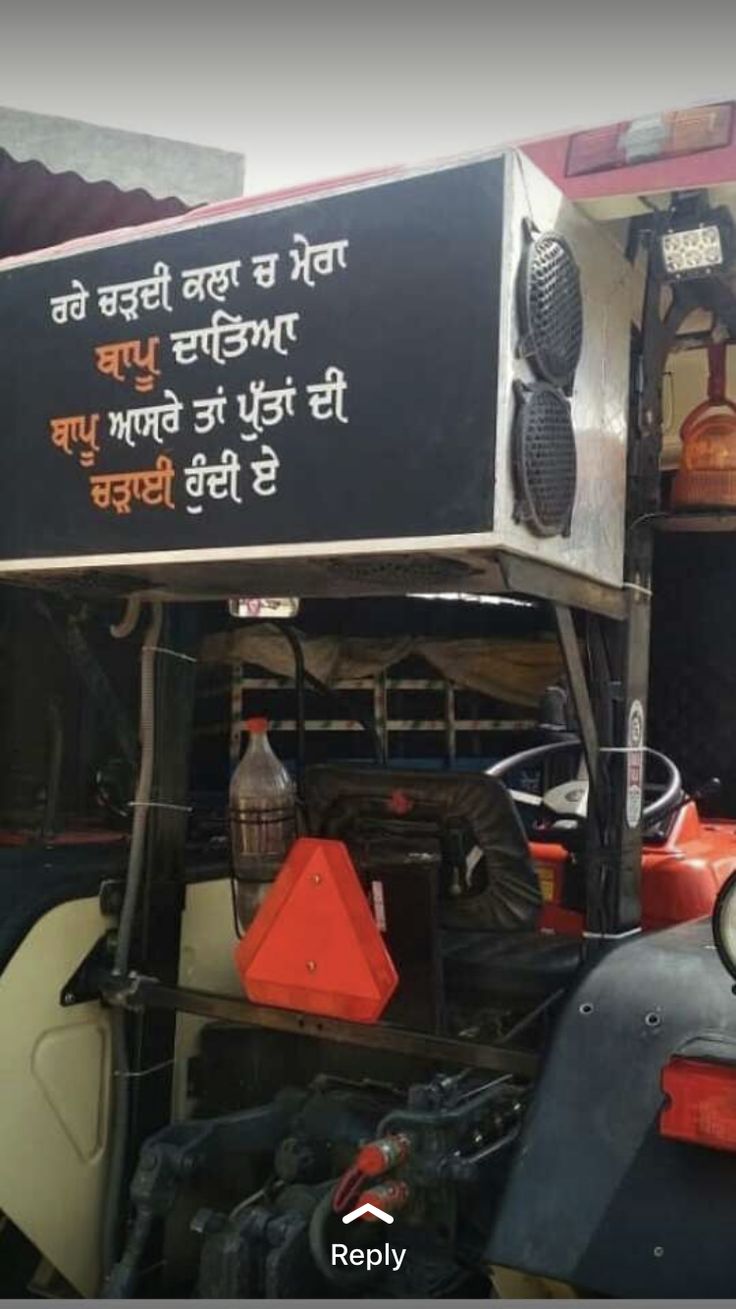 ਰਹੇ ਚੜ੍ਹਦੀ ਕਲਾ ਚ ਮੇਰਾ
ਬਾਪੂ ਦਾਤਿਆ
ਬਾਪੂ ਆਸਰੇ ਤਾਂ ਪੁੱਤਾਂ ਦੀ
ਚੜ੍ਹਾਈ ਹੁੰਦੀ ਏ
Reply